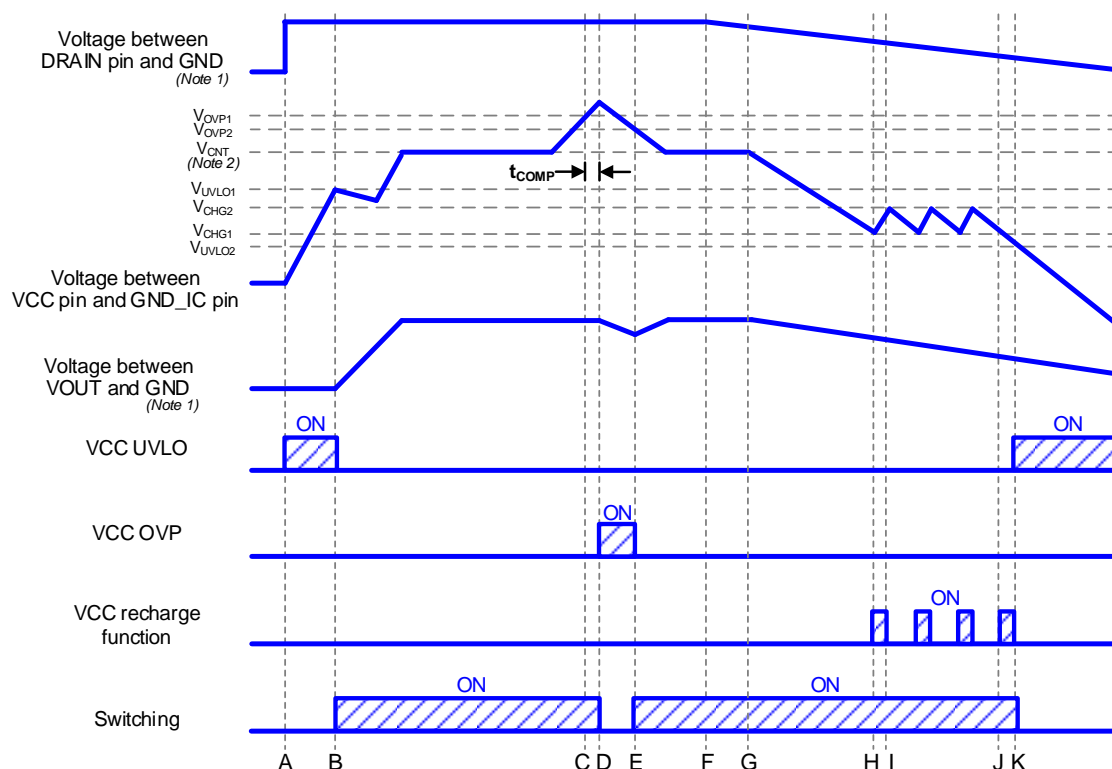 Voltage between
DRAIN pin and GND
(Note 1)
VOVP1
VOVP2
VCNT
(Note 2)
tCOMP
VUVLO1
VCHG2
VCHG1
VUVLO2
Voltage between
VCC pin and GND_IC pin
Voltage between
VOUT and GND
(Note 1)
ON
ON
VCC UVLO
ON
VCC OVP
ON
VCC recharge
function
ON
ON
Switching
A B C D E F G H I J K